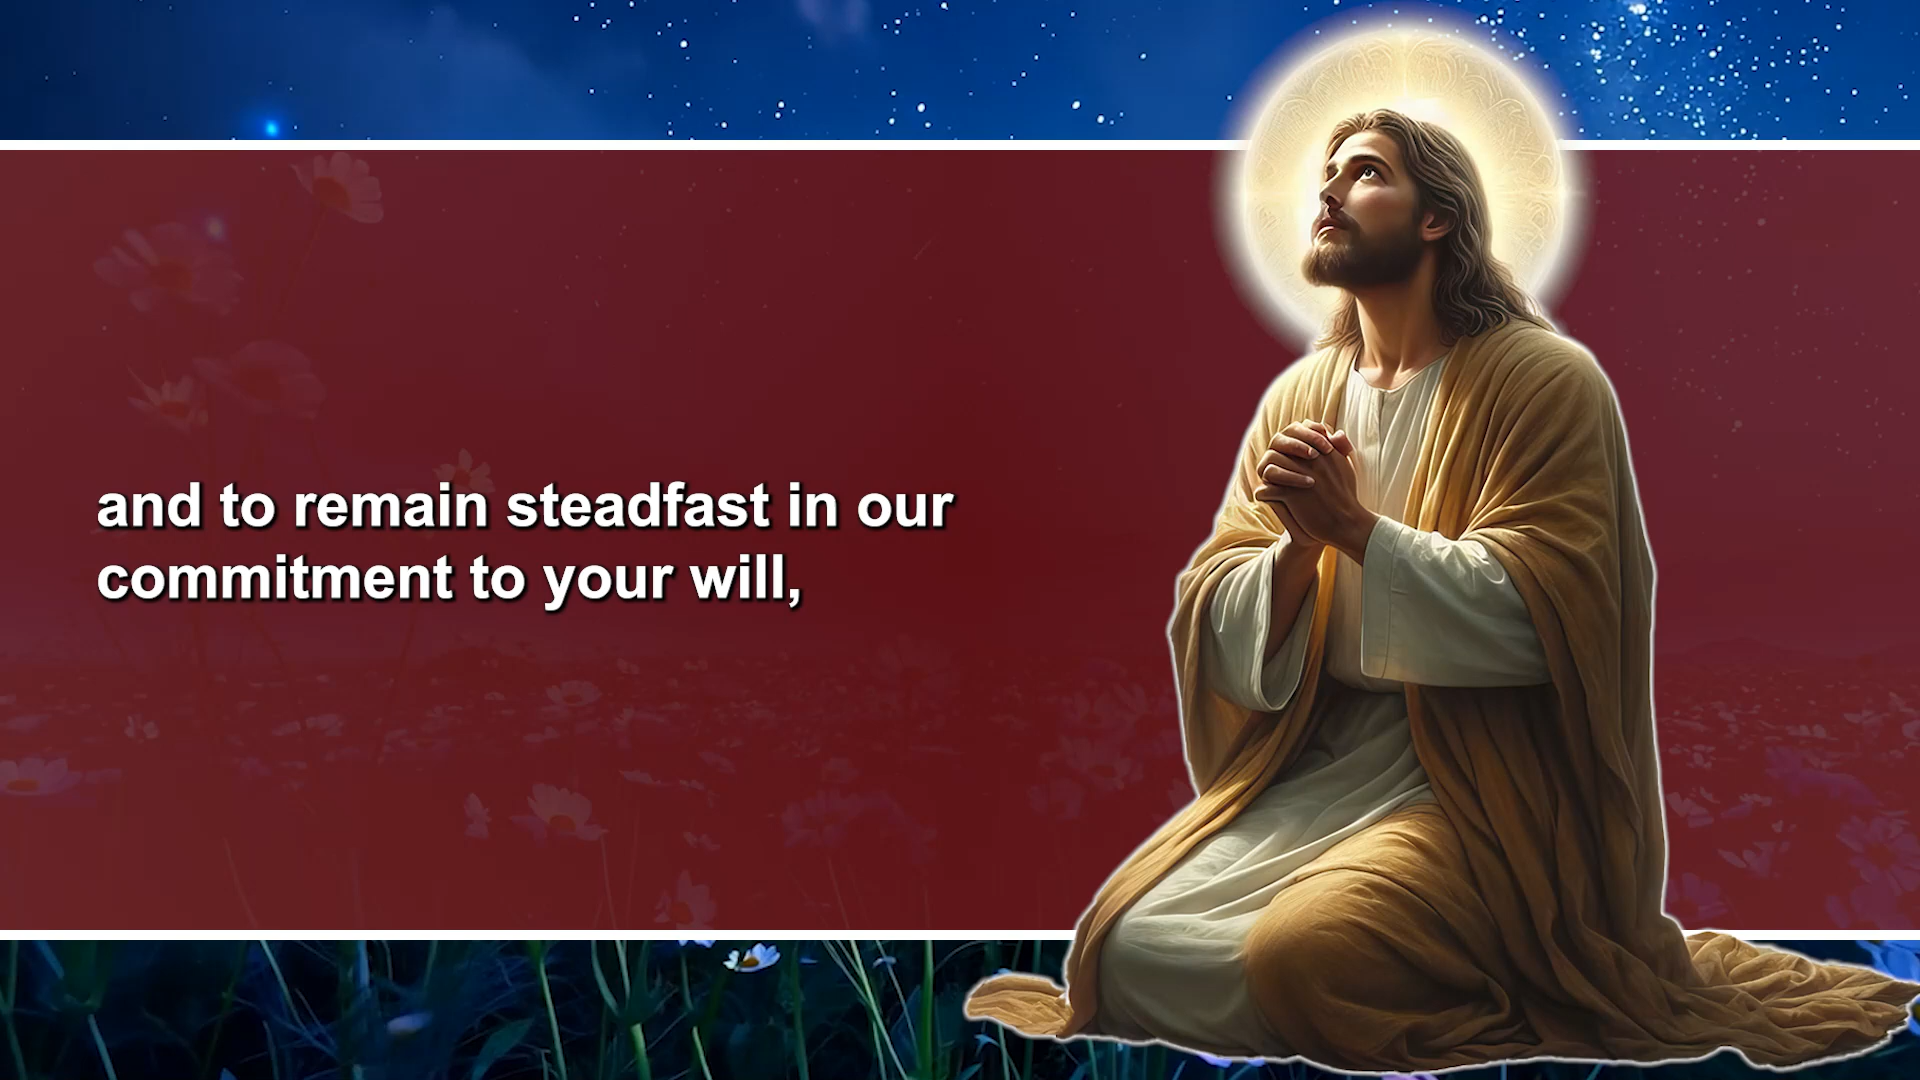 and to remain steadfast in our
commitment to your will,